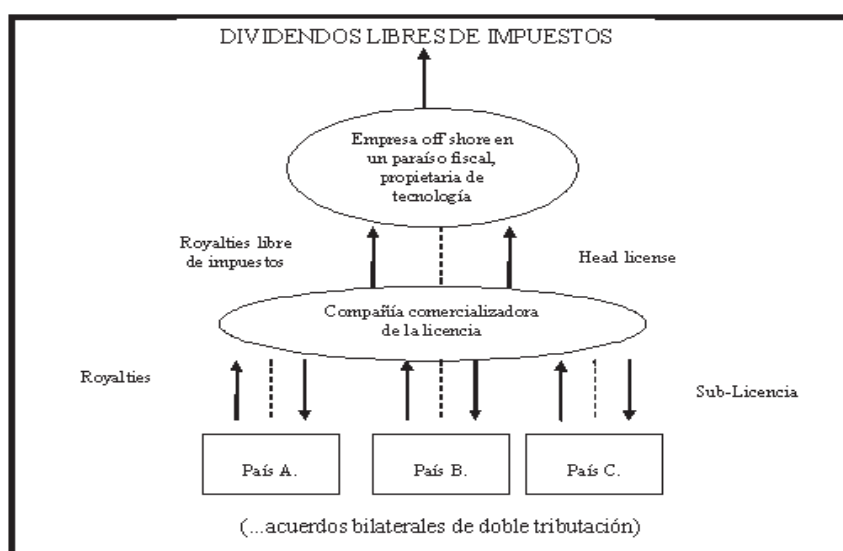 DIVIDENDOS LIBRES DE IMPUESTOS
Empresa off shore en
un paraíso fiscal,
propietaria de
tecnología
Royalties libre
de impuestos
Head license
Compañía comercializadora
de la licencia
Royalties
Sub-Licencia
País A.
País B.
País C.
(...acuerdos bilaterales de doble tributación)